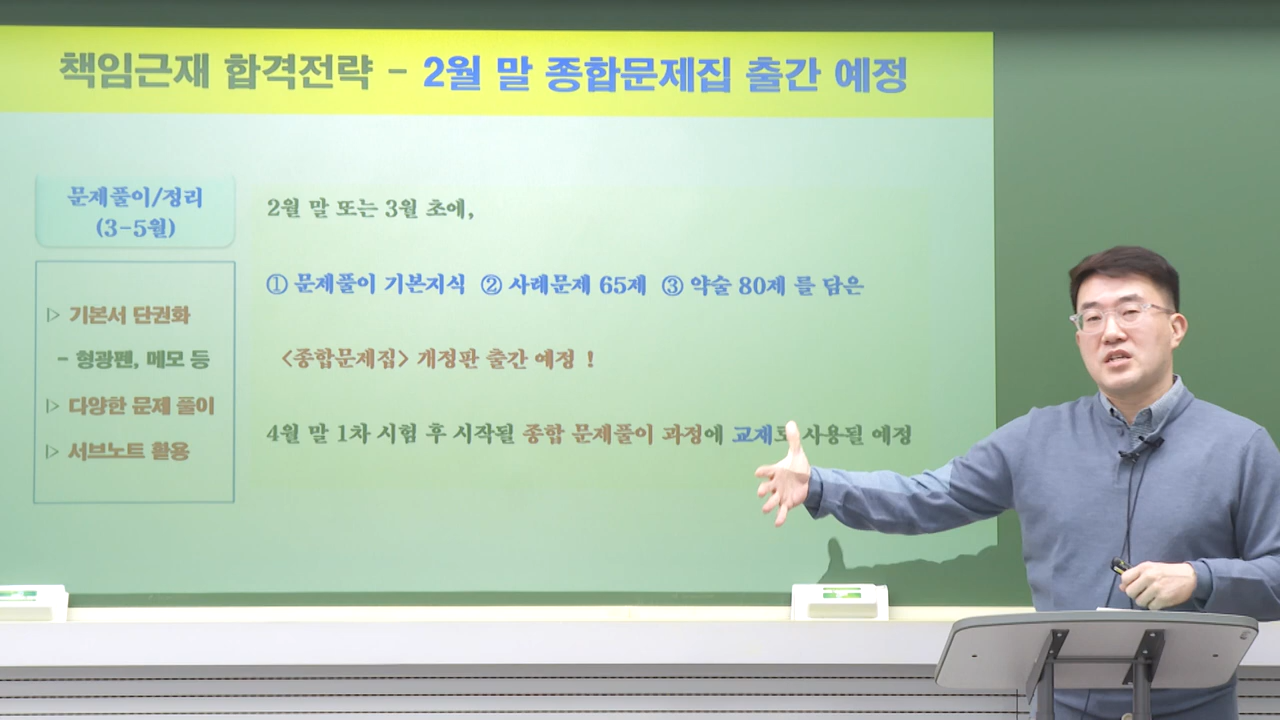 책임근재 합격전략 - 2월 말 종합문제집 출간 예정
문제풀이/정리
(3-5월)
▷ 기본서 단권화
- 형광펜, 메모 등
▷ 다양한 문제 풀이
▷ 서브노트 활용
2월 말 또는 3월 초에,
① 문제풀이 기본지식 ② 사례문제 65제 ③ 약술 80제 를 담은
<종합문제집> 개정판 출간 예정 !
4월 말 1차 시험 후 시작될 종합 문제풀이 과정에 교재로 사용될 예정